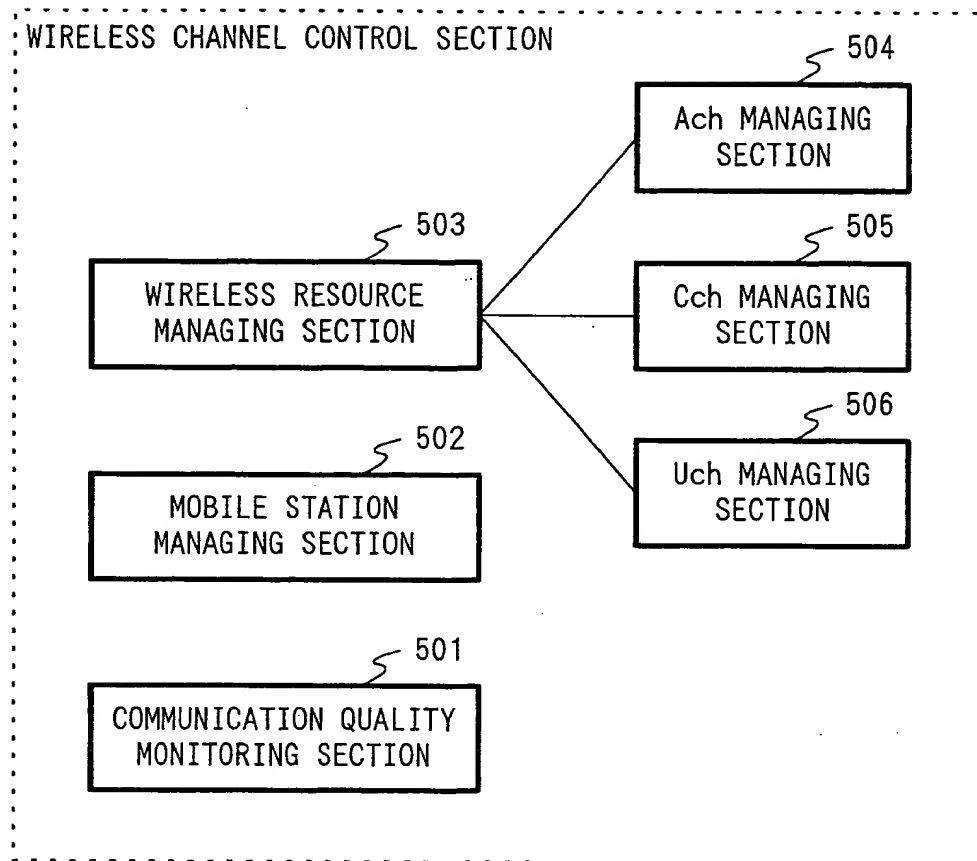 WIRELESS CHANNEL CONTROL SECTION
504
Ach MANAGING
SECTION
503
WIRELESS RESOURCE
MANAGING SECTION
505
Cch MANAGING
SECTION
506
Uch MANAGING
SECTION
502
MOBILE STATION
MANAGING SECTION
501
COMMUNICATION QUALITY
MONITORING SECTION